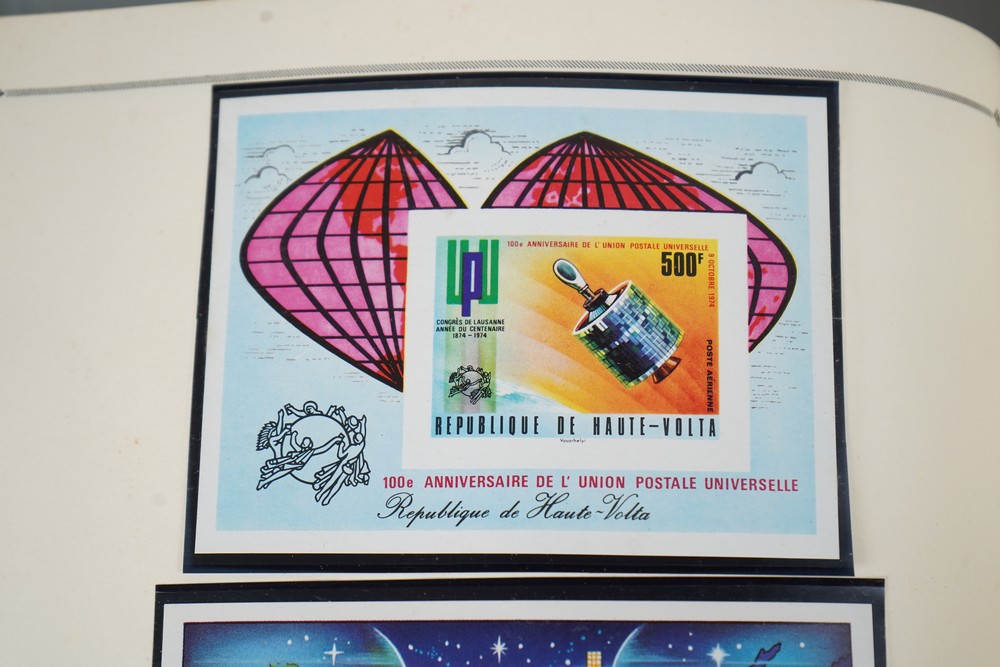 100e ANNIVERSAIRE DE L' UNION POSTALE UNIVERSELLE
UPU
500F
9 OCTOBRE 1974
CONGRÈS DE LAUSANNE
ANNÉE DU CENTENAIRE
1874-1974
POSTE AÉRIENNE
REPUBLIQUE DE HAUTE-VOLTA
Vasarhelyi
100e ANNIVERSAIRE DE L' UNION POSTALE UNIVERSELLE
Republique de Haute-Volta